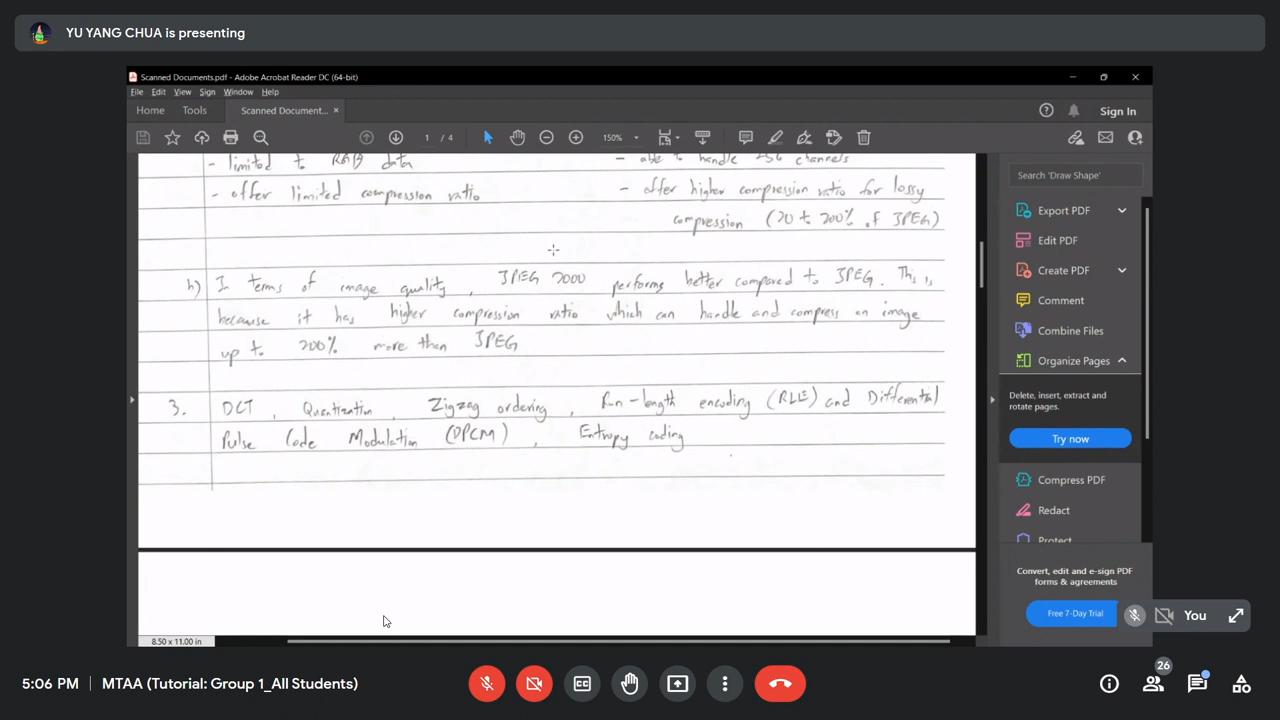 YU YANG CHUA is presenting
Scanned Documents.pdf - Adobe Acrobat Reader DC (64-bit)
File Edit View Sign Window Help
Home Tools Scanned Document... × Sign In
1 / 4 150%
- limited to RGB data
- able to handle 256 channels
- offer limited compression ratio
- offer higher compression ratio for lossy
compression (20 to 200% of JPEG)
h) In terms of image quality, JPEG 2000 performs better compared to JPEG. This is
because it has higher compression ratio which can handle and compress an image
up to 200% more than JPEG
3. DCT, Quantization, Zigzag ordering, Run-length encoding (RLE) and Differential
Pulse Code Modulation (DPCM), Entropy coding
8.50 x 11.00 in
Search 'Draw Shape'
Export PDF
Edit PDF
Create PDF
Comment
Combine Files
Organize Pages
Delete, insert, extract and
rotate pages.
Try now
Compress PDF
Redact
Protect
Convert, edit and e-sign PDF
forms & agreements
Free 7-Day Trial
You
5:06 PM | MTAA (Tutorial: Group 1_All Students)
26